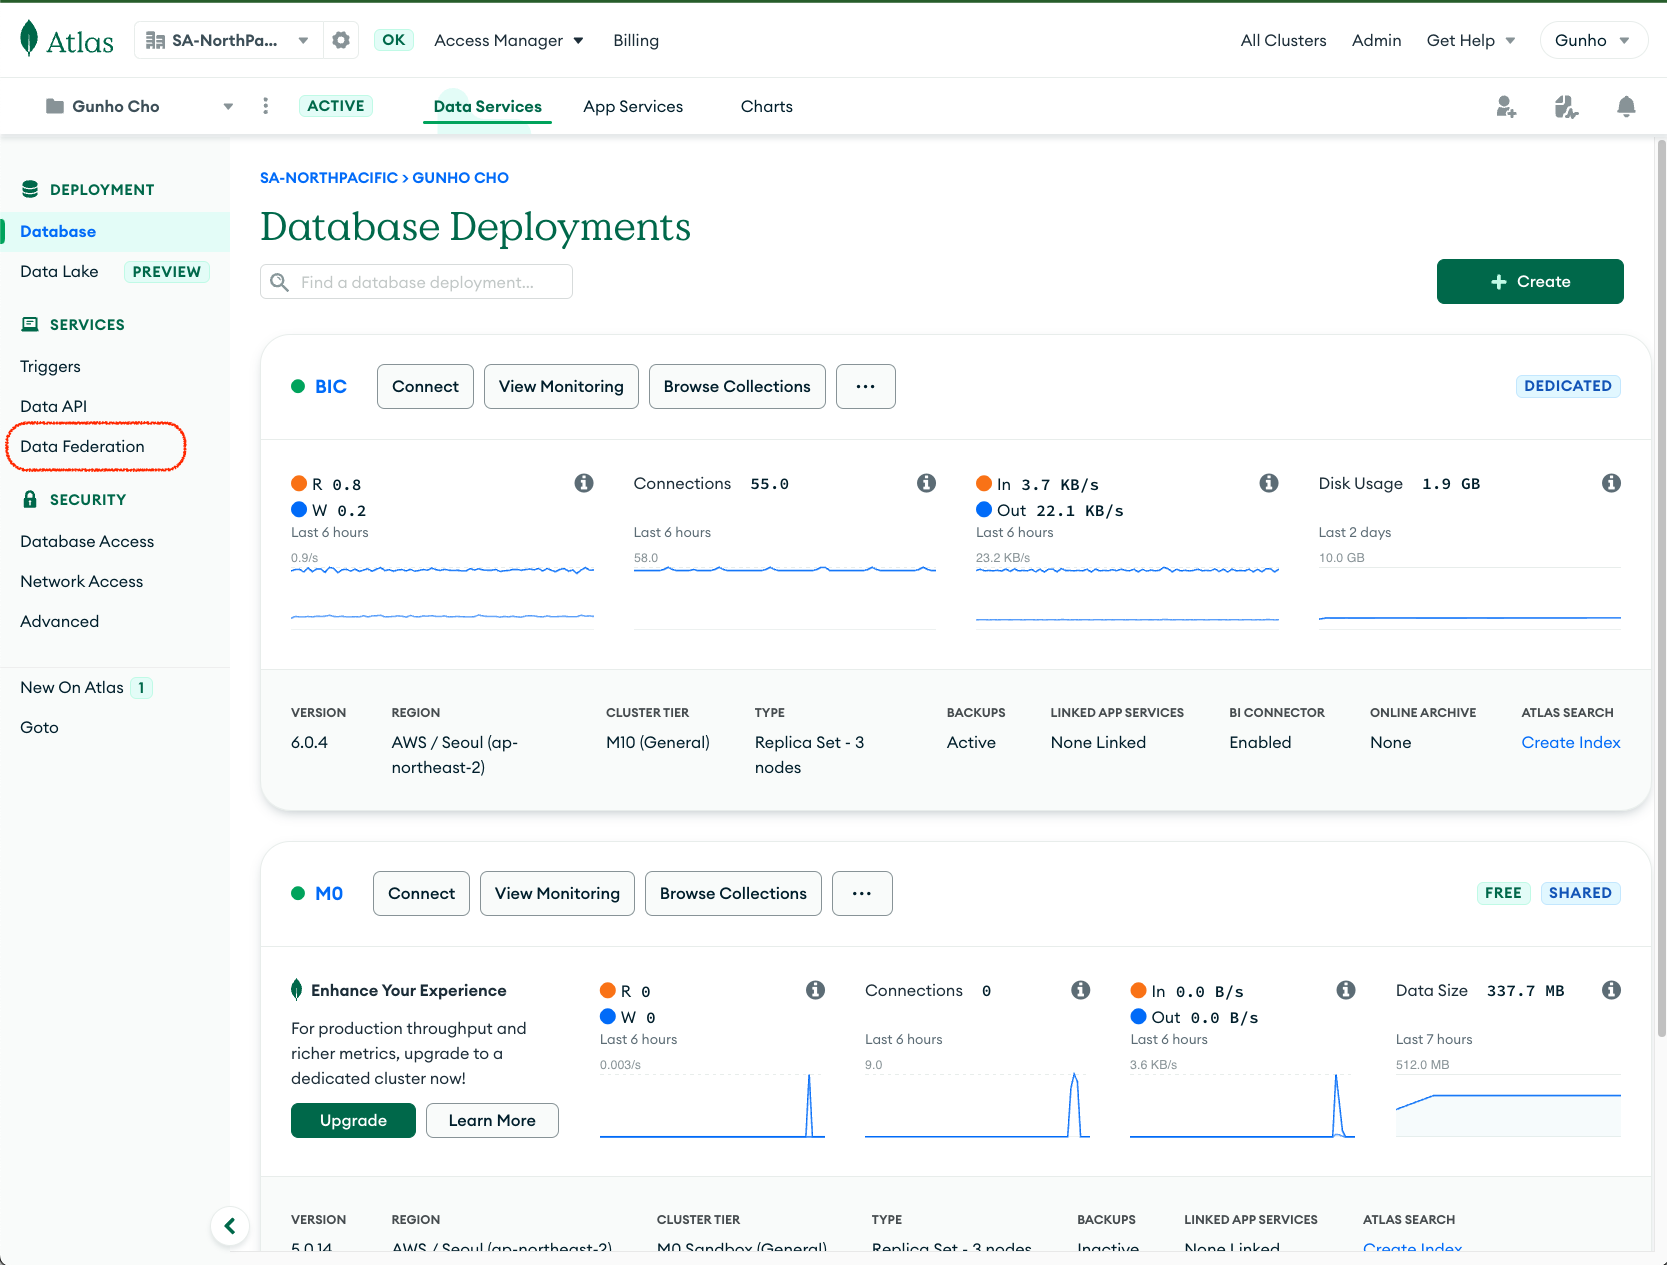 Atlas SA-NorthPa... OK Access Manager Billing All Clusters Admin Get Help Gunho
Gunho Cho ACTIVE Data Services App Services Charts
DEPLOYMENT
Database
Data Lake PREVIEW
SERVICES
Triggers
Data API
Data Federation
SECURITY
Database Access
Network Access
Advanced
New On Atlas 1
Goto
SA-NORTHPACIFIC > GUNHO CHO
Database Deployments
Find a database deployment...
+ Create
BIC Connect View Monitoring Browse Collections ... DEDICATED
R 0.8 Connections 55.0 In 3.7 KB/s Disk Usage 1.9 GB
W 0.2 Out 22.1 KB/s
Last 6 hours Last 6 hours Last 6 hours Last 2 days
0.9/s 58.0 23.2 KB/s 10.0 GB
VERSION REGION CLUSTER TIER TYPE BACKUPS LINKED APP SERVICES BI CONNECTOR ONLINE ARCHIVE ATLAS SEARCH
6.0.4 AWS / Seoul (ap- M10 (General) Replica Set - 3 Active None Linked Enabled None Create Index
northeast-2) nodes
M0 Connect View Monitoring Browse Collections ... FREE SHARED
Enhance Your Experience R 0 Connections 0 In 0.0 B/s Data Size 337.7 MB
W 0 Out 0.0 B/s
For production throughput and
richer metrics, upgrade to a
dedicated cluster now!
Last 6 hours Last 6 hours Last 6 hours Last 7 hours
0.003/s 9.0 3.6 KB/s 512.0 MB
Upgrade Learn More
VERSION REGION CLUSTER TIER TYPE BACKUPS LINKED APP SERVICES ATLAS SEARCH
5.0.14 AWS / Seoul (ap-northeast-2) M0 Sandbox (General) Replica Set - 3 nodes Inactive None Linked Create Index